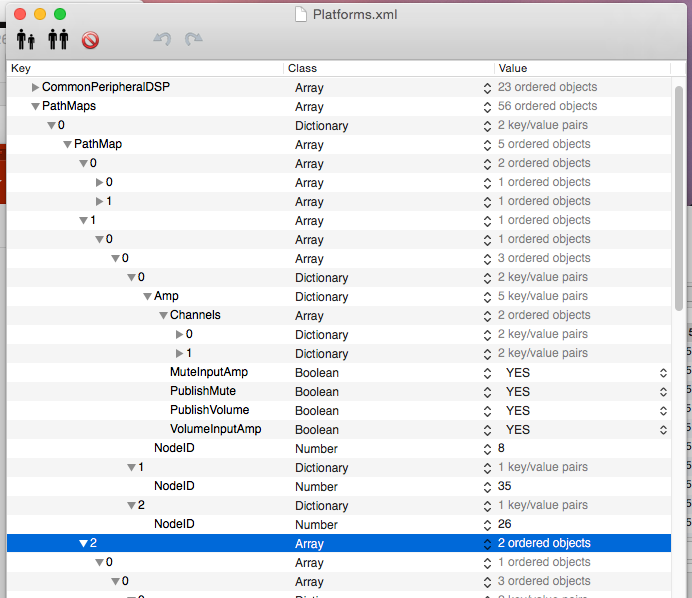 Platforms.xml
Key Class Value
CommonPeripheralDSP Array 23 ordered objects
PathMaps Array 56 ordered objects
0 Dictionary 2 key/value pairs
PathMap Array 5 ordered objects
0 Array 2 ordered objects
0 Array 1 ordered objects
1 Array 1 ordered objects
1 Array 1 ordered objects
0 Array 1 ordered objects
0 Array 3 ordered objects
0 Dictionary 2 key/value pairs
Amp Dictionary 5 key/value pairs
Channels Array 2 ordered objects
0 Dictionary 2 key/value pairs
1 Dictionary 2 key/value pairs
MuteInputAmp Boolean YES
PublishMute Boolean YES
PublishVolume Boolean YES
VolumeInputAmp Boolean YES
NodeID Number 8
1 Dictionary 1 key/value pairs
NodeID Number 35
2 Dictionary 1 key/value pairs
NodeID Number 26
2 Array 2 ordered objects
0 Array 1 ordered objects
0 Array 3 ordered objects